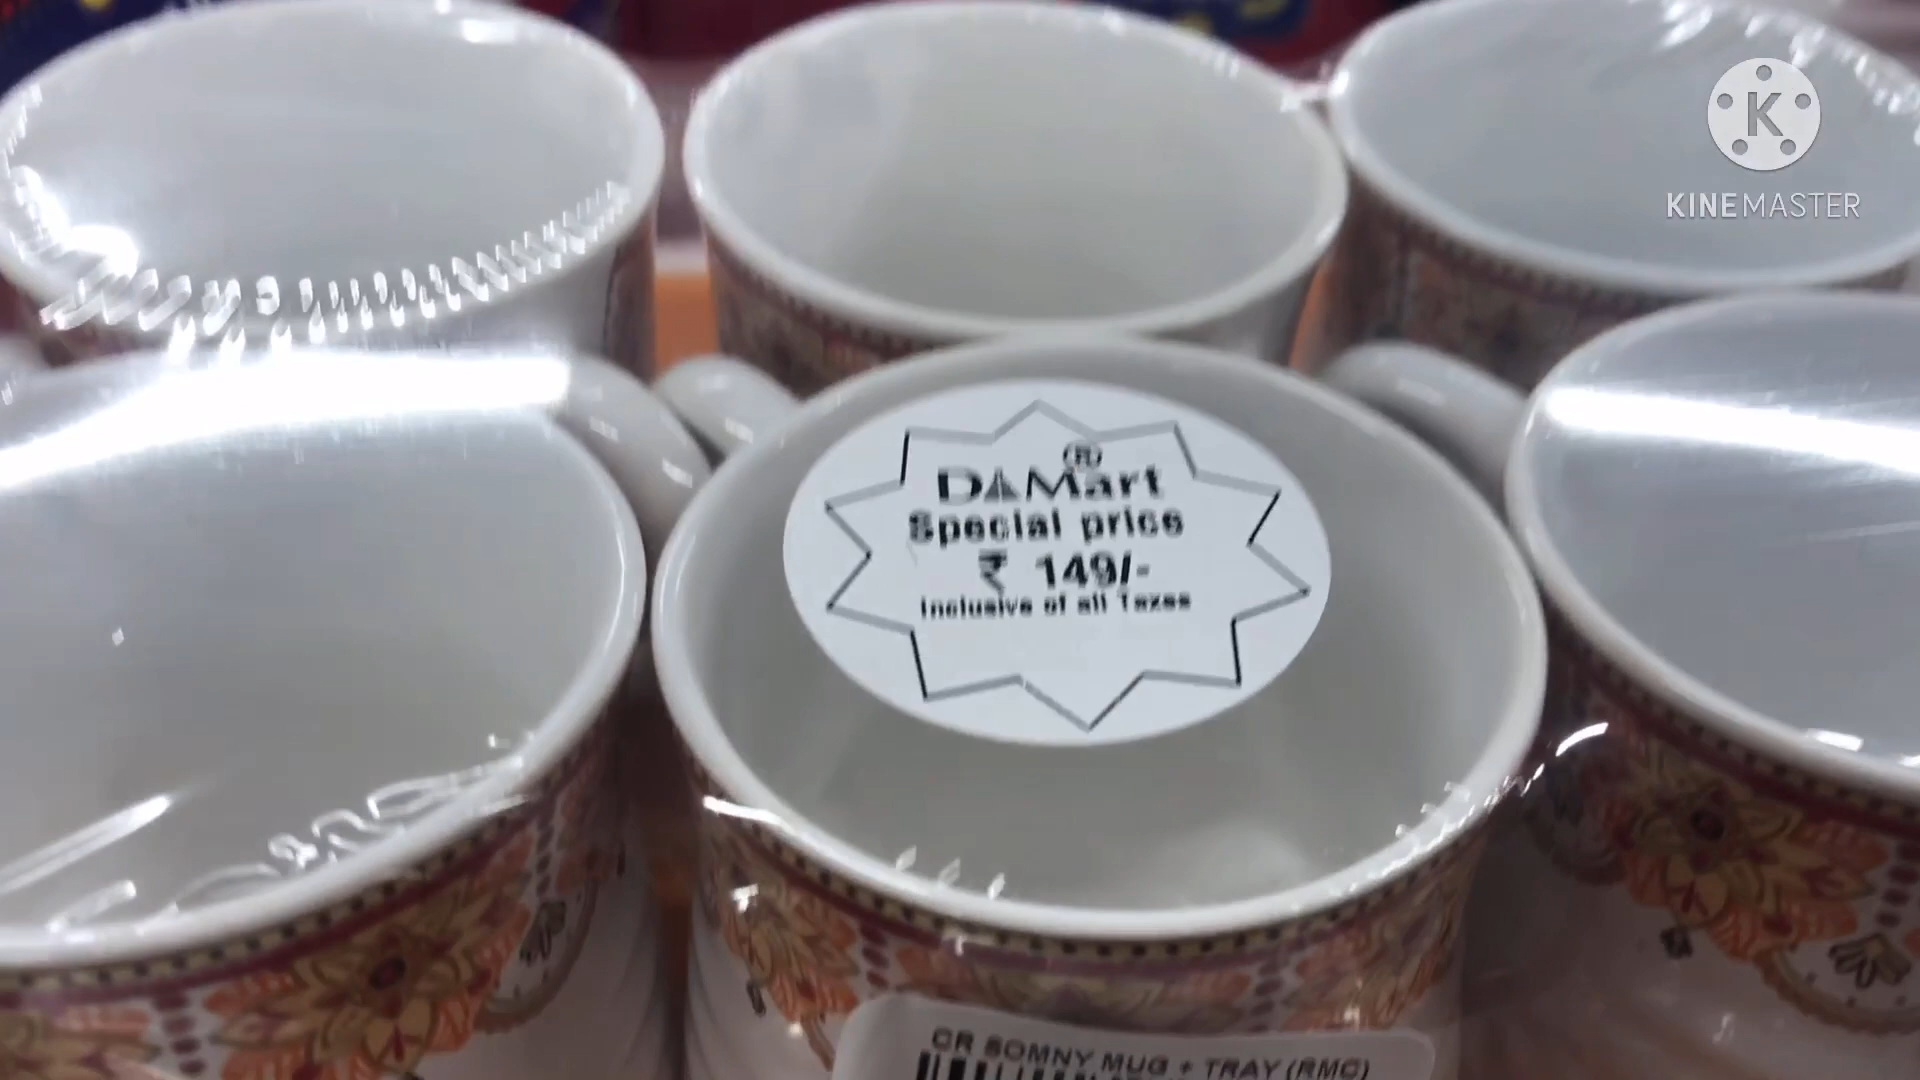 K
KINEMASTER
DMart
®
Special price
₹ 149/-
Inclusive of all Taxes
CR SOMNY MUG + TRAY (RMC)